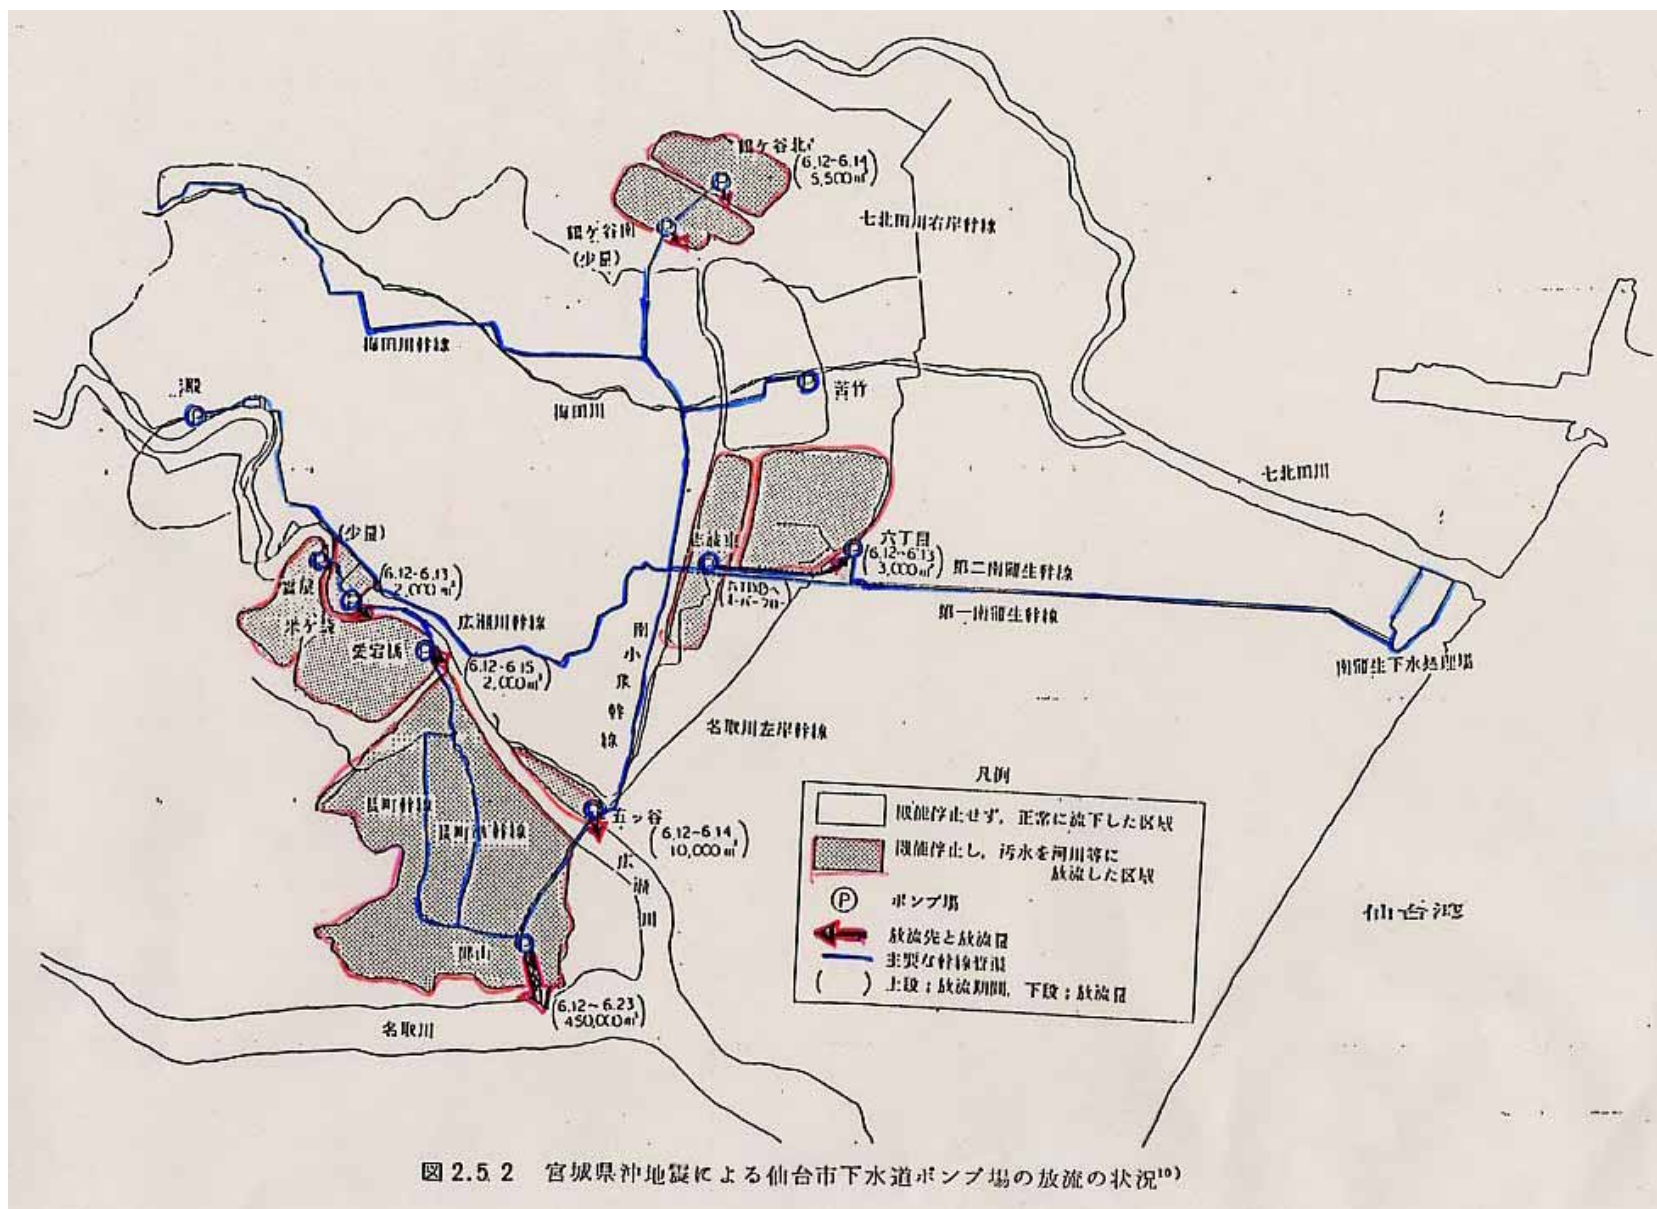 鶴ケ谷北
(6.12~6.14
5,500㎥)
七北田川右岸幹線
鶴ケ谷南
(少量)
梅田川幹線
苦竹
梅田川
七北田川
(少量)
六丁目
(6.12~6.13
3,000㎥)
第二南蒲生幹線
(6.12~6.13
2,000㎥)
広瀬川幹線
第一南蒲生幹線
米ケ袋
愛宕橋
(6.12~6.15
2,000㎥)
南小泉幹線
南蒲生下水処理場
名取川左岸幹線
凡例
機能停止せず，正常に流下した区域
機能停止し，汚水を河川等に
放流した区域
Ⓟ ポンプ場
放流先と放流量
主要な幹線管渠
( ) 上段；放流期間，下段；放流量
長町幹線
五ッ谷
(6.12~6.14
10,000㎥)
広瀬川
仙台湾
郡山
(6.12~6.23
450,000㎥)
名取川
図2.5.2 宮城県沖地震による仙台市下水道ポンプ場の放流の状況¹⁰⁾